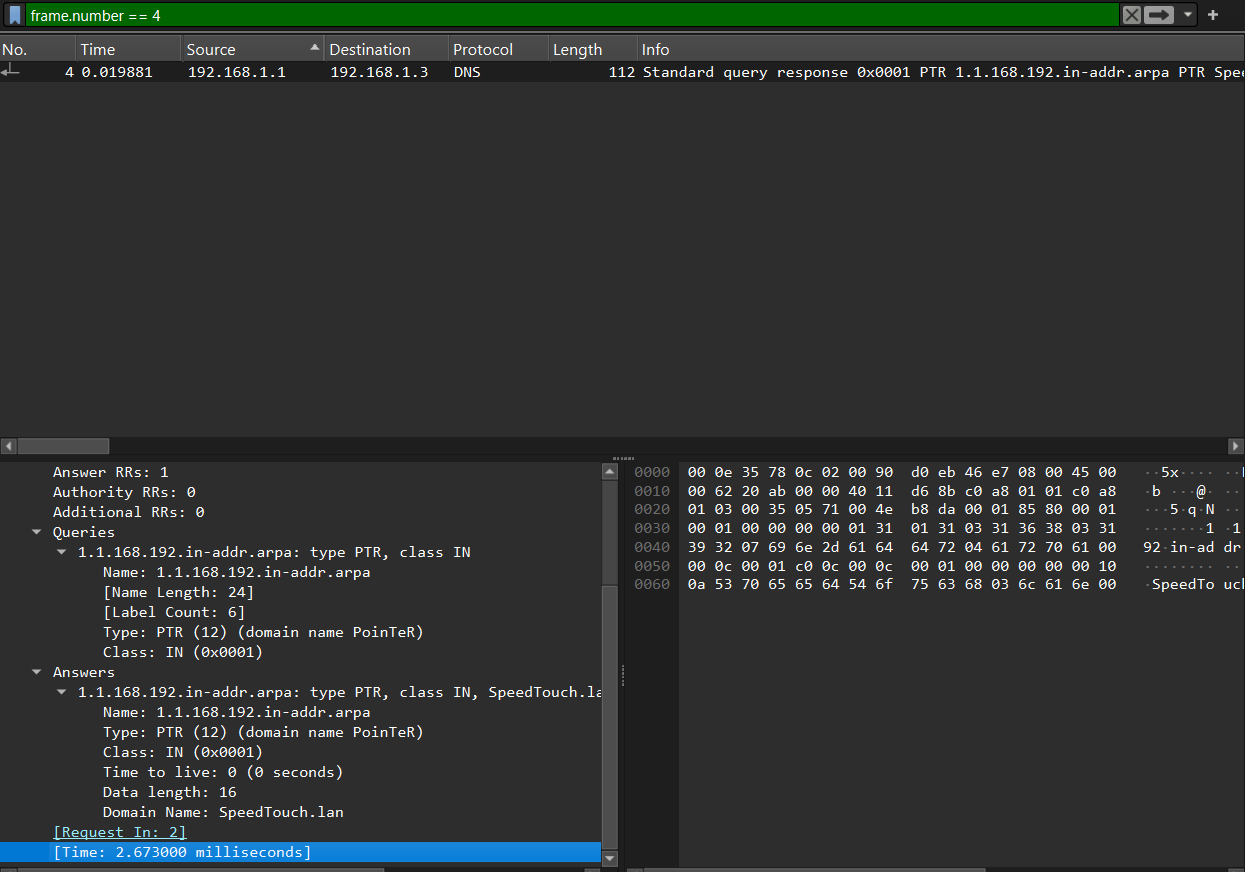 frame.number == 4
No. Time Source Destination Protocol Length Info
4 0.019881 192.168.1.1 192.168.1.3 DNS 112 Standard query response 0x0001 PTR 1.1.168.192.in-addr.arpa PTR Spee
Answer RRs: 1
Authority RRs: 0
Additional RRs: 0
Queries
1.1.168.192.in-addr.arpa: type PTR, class IN
Name: 1.1.168.192.in-addr.arpa
[Name Length: 24]
[Label Count: 6]
Type: PTR (12) (domain name PoinTeR)
Class: IN (0x0001)
Answers
1.1.168.192.in-addr.arpa: type PTR, class IN, SpeedTouch.la
Name: 1.1.168.192.in-addr.arpa
Type: PTR (12) (domain name PoinTeR)
Class: IN (0x0001)
Time to live: 0 (0 seconds)
Data length: 16
Domain Name: SpeedTouch.lan
[Request In: 2]
[Time: 2.673000 milliseconds]
0000 00 0e 35 78 0c 02 00 90 d0 eb 46 e7 08 00 45 00 ··5x···· ··
0010 00 62 20 ab 00 00 40 11 d6 8b c0 a8 01 01 c0 a8 ·b ···@· ··
0020 01 03 00 35 05 71 00 4e b8 da 00 01 85 80 00 01 ···5·q·N ··
0030 00 01 00 00 00 00 01 31 01 31 03 31 36 38 03 31 ·······1 ·1
0040 39 32 07 69 6e 2d 61 64 64 72 04 61 72 70 61 00 92·in-ad dr
0050 00 0c 00 01 c0 0c 00 0c 00 01 00 00 00 00 00 10 ········ ··
0060 0a 53 70 65 65 64 54 6f 75 63 68 03 6c 61 6e 00 ·SpeedTo uch